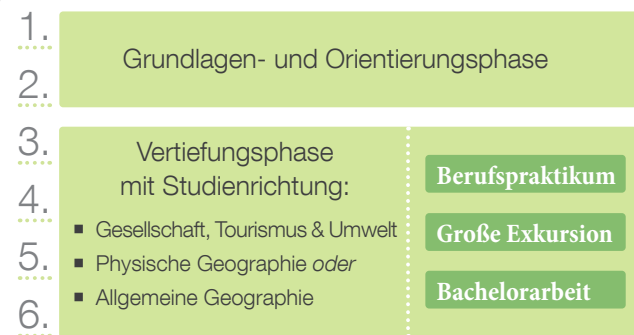 1.
2.
Grundlagen- und Orientierungsphase
3.
4.
5.
6.
Vertiefungsphase
mit Studienrichtung:
■ Gesellschaft, Tourismus & Umwelt
■ Physische Geographie oder
■ Allgemeine Geographie
Berufspraktikum
Große Exkursion
Bachelorarbeit